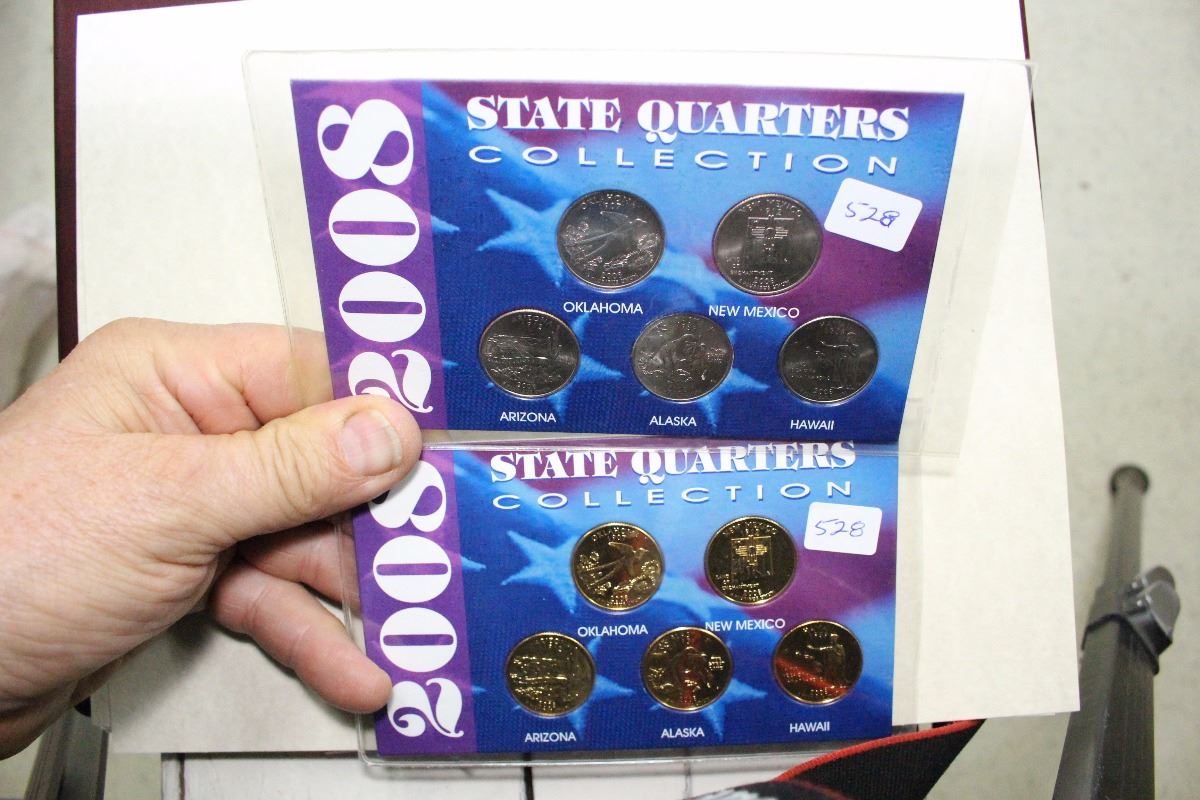 2008
STATE QUARTERS
COLLECTION
528
OKLAHOMA
NEW MEXICO
ARIZONA
ALASKA
HAWAII
2008
STATE QUARTERS
COLLECTION
528
OKLAHOMA
NEW MEXICO
ARIZONA
ALASKA
HAWAII